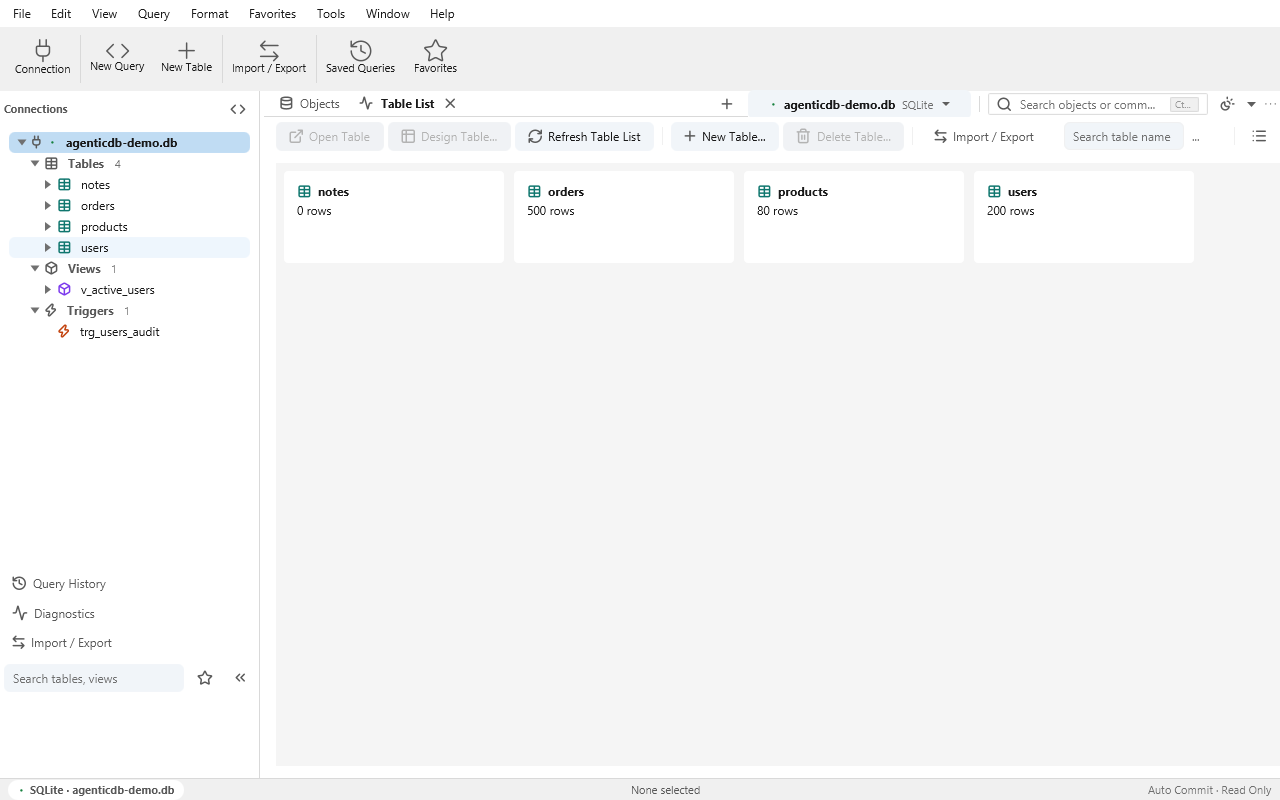 File Edit View Query Format Favorites Tools Window Help
Connection New Query New Table Import / Export Saved Queries Favorites
Connections
agenticdb-demo.db
Tables 4
notes
orders
products
users
Views 1
v_active_users
Triggers 1
trg_users_audit
Query History
Diagnostics
Import / Export
Search tables, views
Objects Table List agenticdb-demo.db SQLite Search objects or comm... Ct...
Open Table Design Table... Refresh Table List New Table... Delete Table... Import / Export Search table name ...
notes
0 rows
orders
500 rows
products
80 rows
users
200 rows
SQLite · agenticdb-demo.db None selected Auto Commit · Read Only